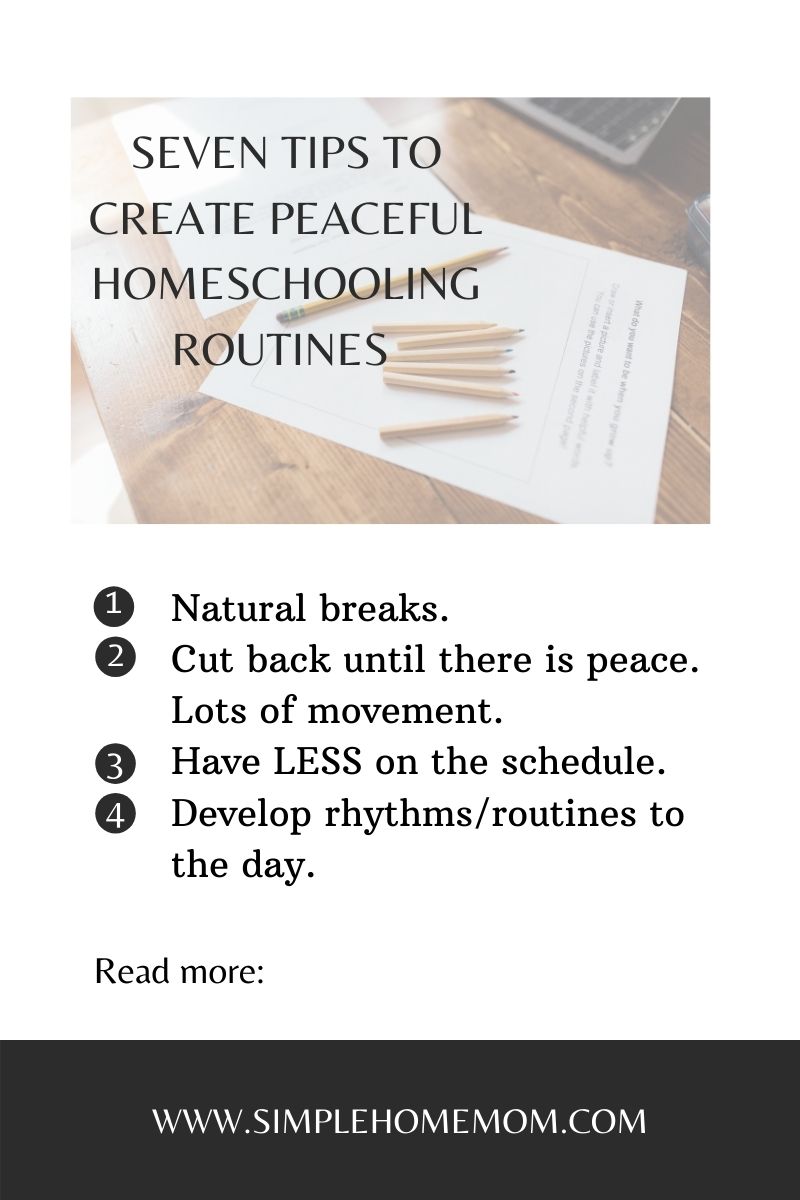 SEVEN TIPS TO
CREATE PEACEFUL
HOMESCHOOLING
ROUTINES
What do you want to be when you grow up?
Draw or insert a picture and label it with helpful words.
You can use the pictures on the second page!
1 Natural breaks.
2 Cut back until there is peace.
Lots of movement.
3 Have LESS on the schedule.
4 Develop rhythms/routines to
the day.
Read more:
WWW.SIMPLEHOMEMOM.COM